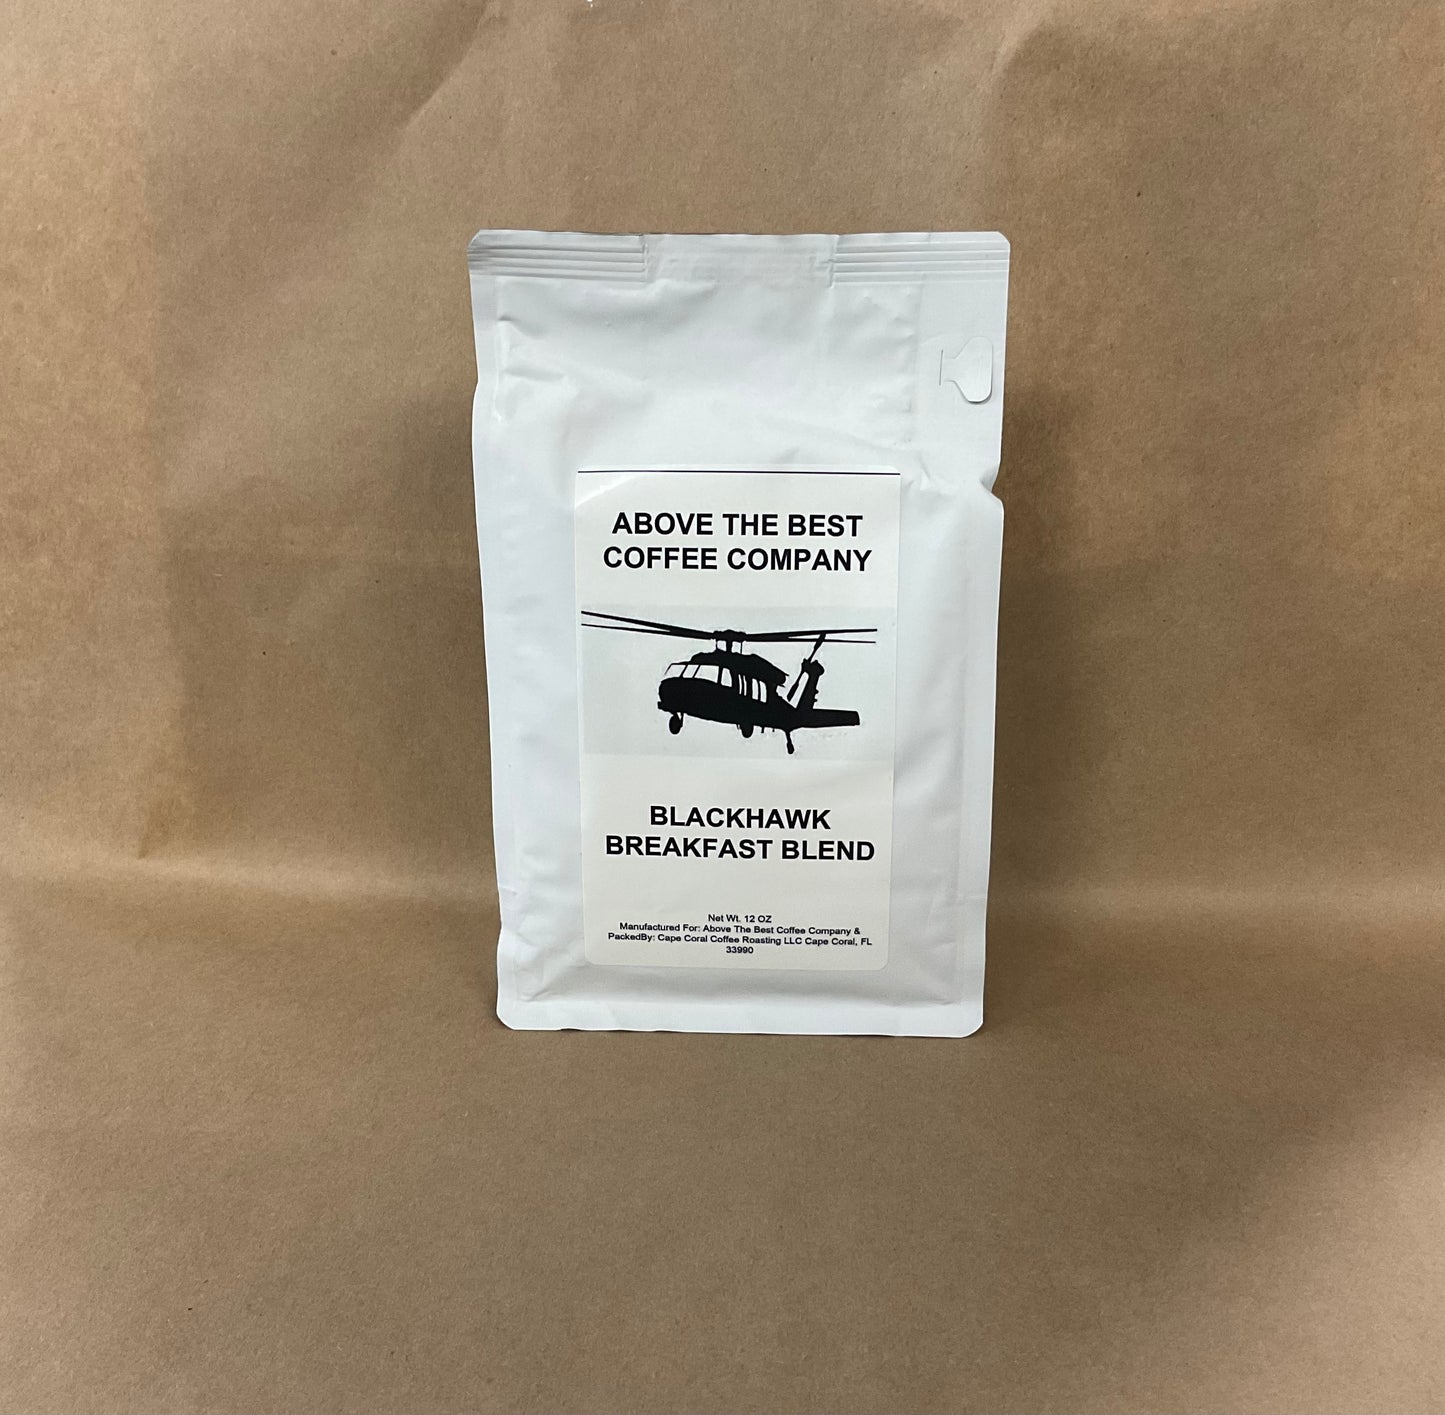 ABOVE THE BEST
COFFEE COMPANY
BLACKHAWK
BREAKFAST BLEND
Net Wt. 12 OZ
Manufactured For: Above The Best Coffee Company &
PackedBy: Cape Coral Coffee Roasting LLC Cape Coral, FL
33990